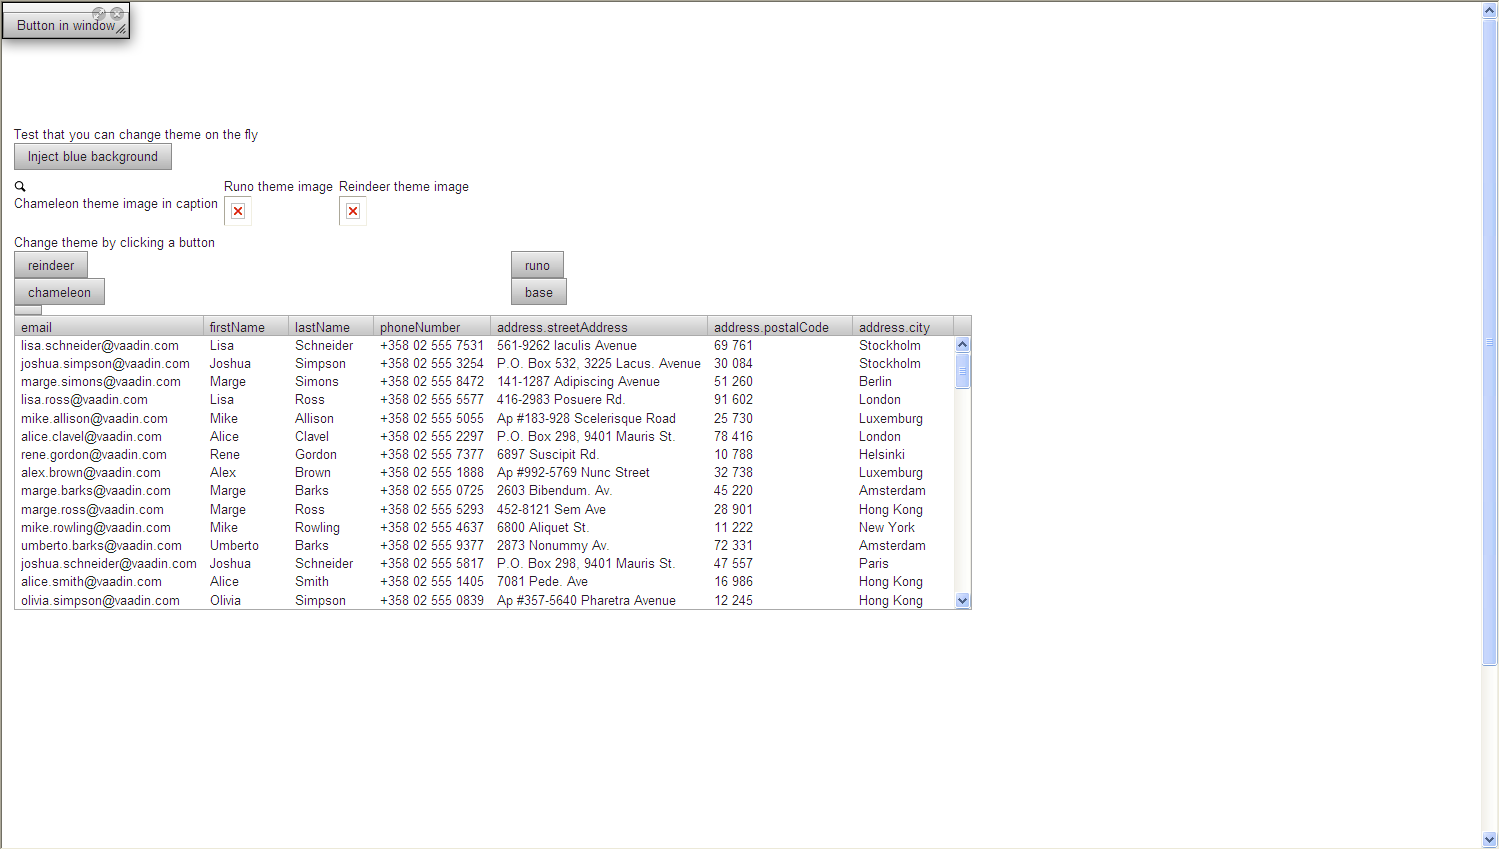 Button in window
Test that you can change theme on the fly
Inject blue background
Runo theme image Reindeer theme image
Chameleon theme image in caption
Change theme by clicking a button
reindeer runo
chameleon base
email firstName lastName phoneNumber address.streetAddress address.postalCode address.city
lisa.schneider@vaadin.com Lisa Schneider +358 02 555 7531 561-9262 Iaculis Avenue 69 761 Stockholm
joshua.simpson@vaadin.com Joshua Simpson +358 02 555 3254 P.O. Box 532, 3225 Lacus. Avenue 30 084 Stockholm
marge.simons@vaadin.com Marge Simons +358 02 555 8472 141-1287 Adipiscing Avenue 51 260 Berlin
lisa.ross@vaadin.com Lisa Ross +358 02 555 5577 416-2983 Posuere Rd. 91 602 London
mike.allison@vaadin.com Mike Allison +358 02 555 5055 Ap #183-928 Scelerisque Road 25 730 Luxemburg
alice.clavel@vaadin.com Alice Clavel +358 02 555 2297 P.O. Box 298, 9401 Mauris St. 78 416 London
rene.gordon@vaadin.com Rene Gordon +358 02 555 7377 6897 Suscipit Rd. 10 788 Helsinki
alex.brown@vaadin.com Alex Brown +358 02 555 1888 Ap #992-5769 Nunc Street 32 738 Luxemburg
marge.barks@vaadin.com Marge Barks +358 02 555 0725 2603 Bibendum. Av. 45 220 Amsterdam
marge.ross@vaadin.com Marge Ross +358 02 555 5293 452-8121 Sem Ave 28 901 Hong Kong
mike.rowling@vaadin.com Mike Rowling +358 02 555 4637 6800 Aliquet St. 11 222 New York
umberto.barks@vaadin.com Umberto Barks +358 02 555 9377 2873 Nonummy Av. 72 331 Amsterdam
joshua.schneider@vaadin.com Joshua Schneider +358 02 555 5817 P.O. Box 298, 9401 Mauris St. 47 557 Paris
alice.smith@vaadin.com Alice Smith +358 02 555 1405 7081 Pede. Ave 16 986 Hong Kong
olivia.simpson@vaadin.com Olivia Simpson +358 02 555 0839 Ap #357-5640 Pharetra Avenue 12 245 Hong Kong